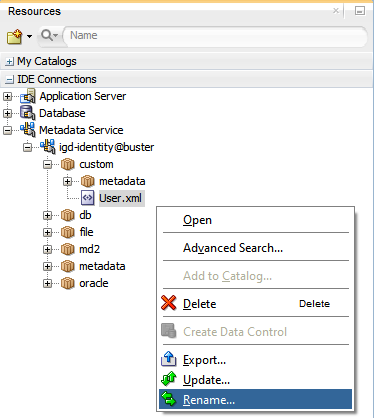 Resources
Name
My Catalogs
IDE Connections
Application Server
Database
Metadata Service
igd-identity@buster
custom
metadata
User.xml
db
file
md2
metadata
oracle
Open
Advanced Search...
Add to Catalog...
Delete Delete
Create Data Control
Export...
Update...
Rename...